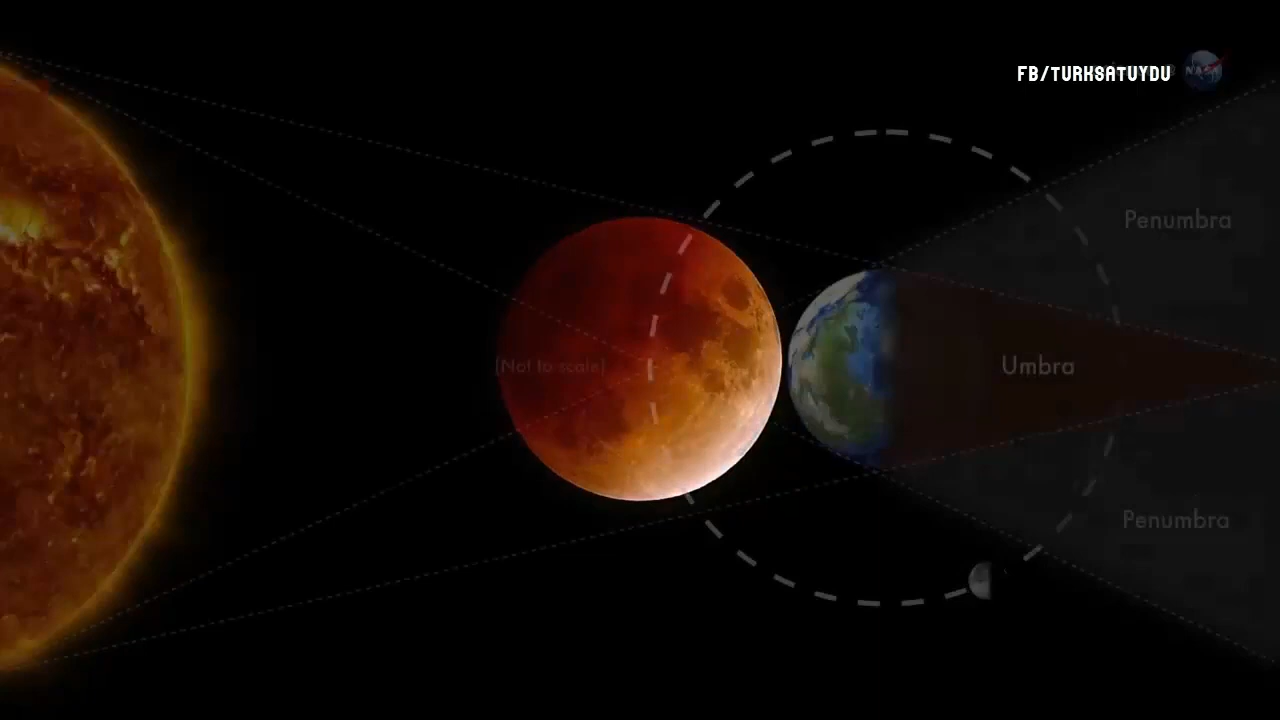 FB/TURKSATUYDU
NASA
Penumbra
[Not to scale]
Umbra
Penumbra